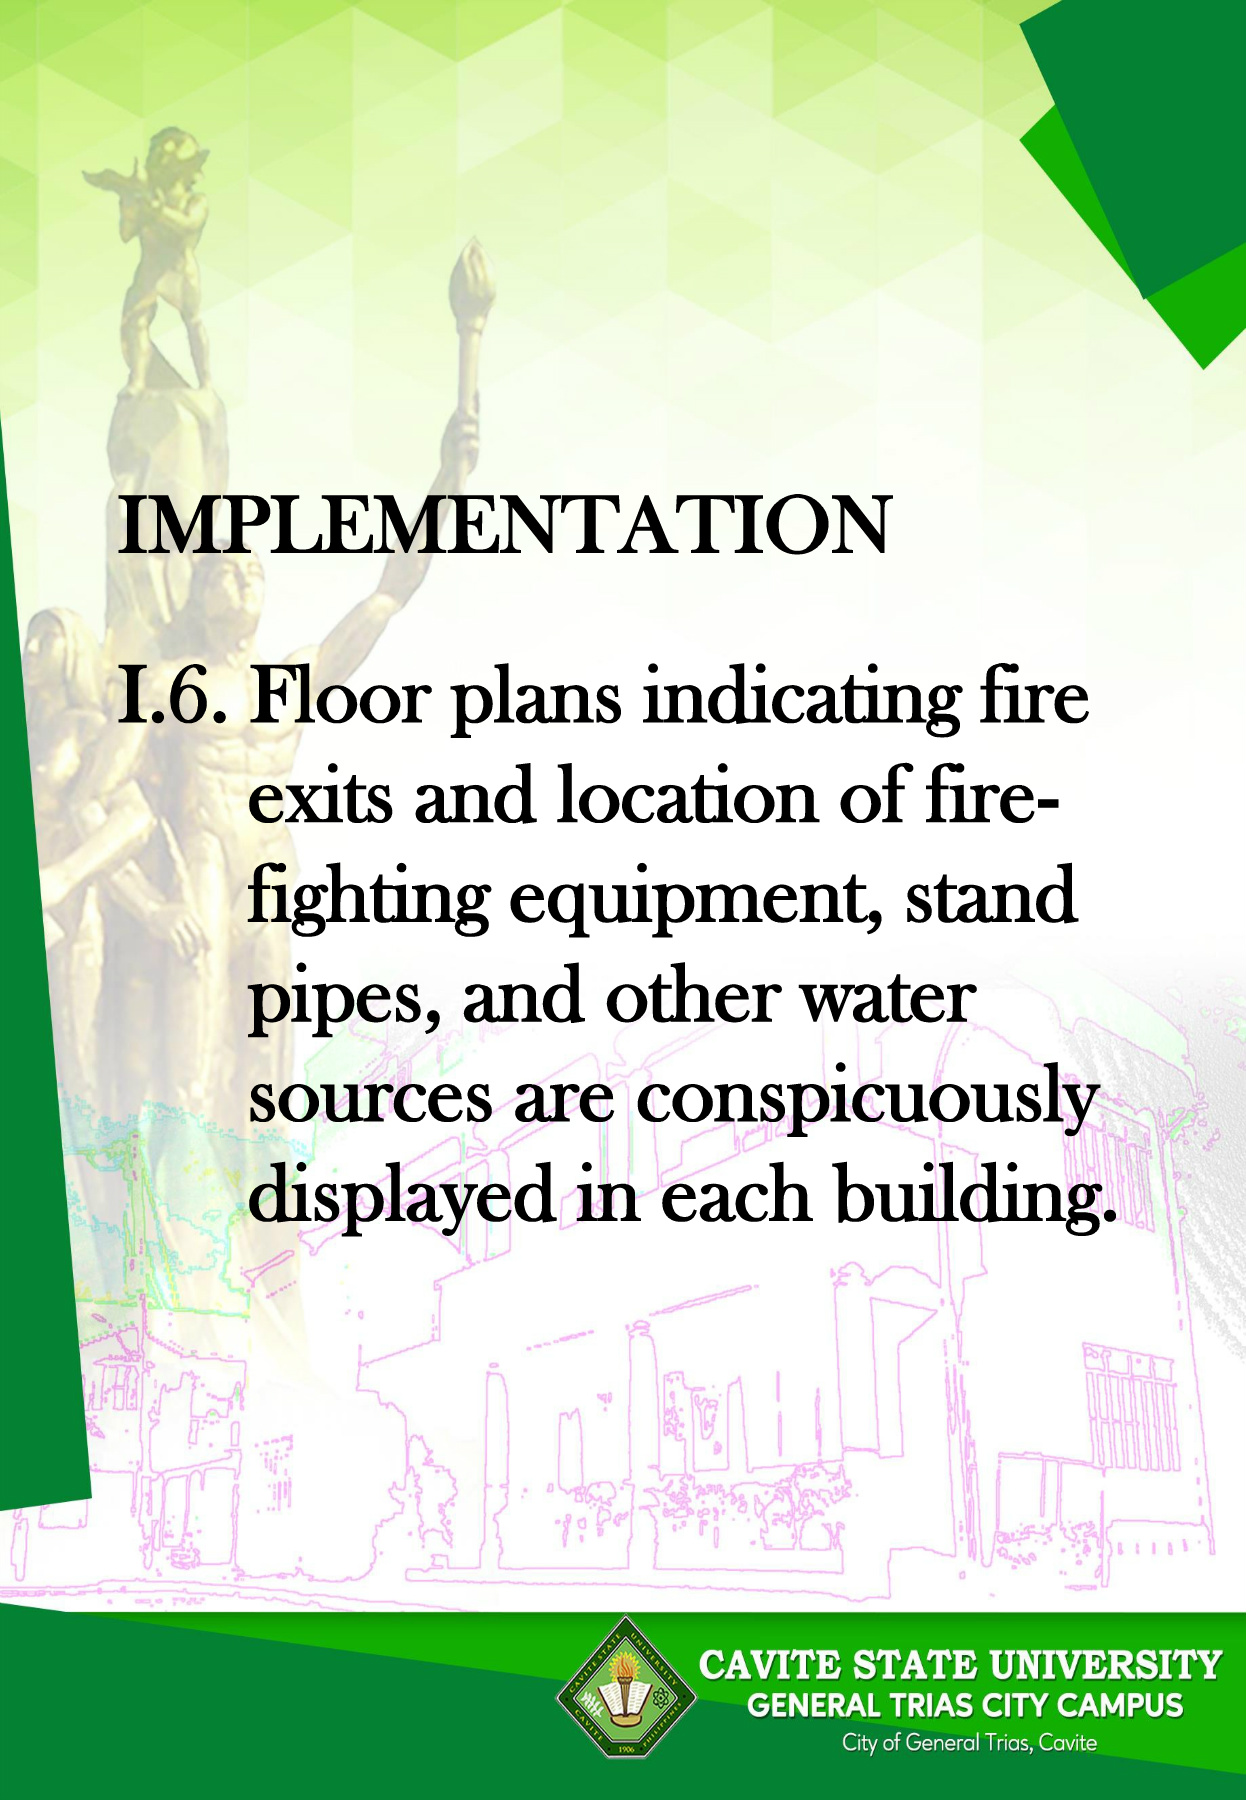 IMPLEMENTATION
I.6. Floor plans indicating fire
exits and location of fire-
fighting equipment, stand
pipes, and other water
sources are conspicuously
displayed in each building.
CAVITE STATE UNIVERSITY
CAVITE
PHILIPPINES
1906
CAVITE STATE UNIVERSITY
GENERAL TRIAS CITY CAMPUS
City of General Trias, Cavite